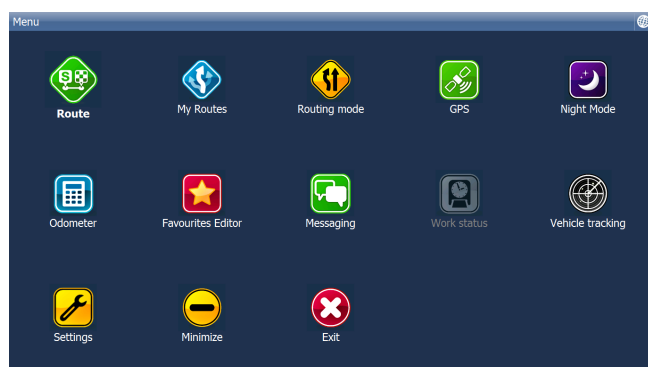 Menu
Route
My Routes
Routing mode
GPS
Night Mode
Odometer
Favourites Editor
Messaging
Work status
Vehicle tracking
Settings
Minimize
Exit